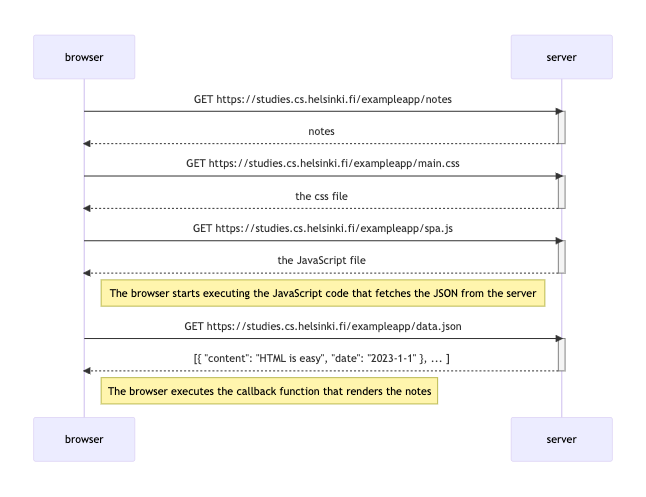 browser
server
GET https://studies.cs.helsinki.fi/exampleapp/notes
notes
GET https://studies.cs.helsinki.fi/exampleapp/main.css
the css file
GET https://studies.cs.helsinki.fi/exampleapp/spa.js
the JavaScript file
The browser starts executing the JavaScript code that fetches the JSON from the server
GET https://studies.cs.helsinki.fi/exampleapp/data.json
[{ "content": "HTML is easy", "date": "2023-1-1" }, ... ]
The browser executes the callback function that renders the notes
browser
server